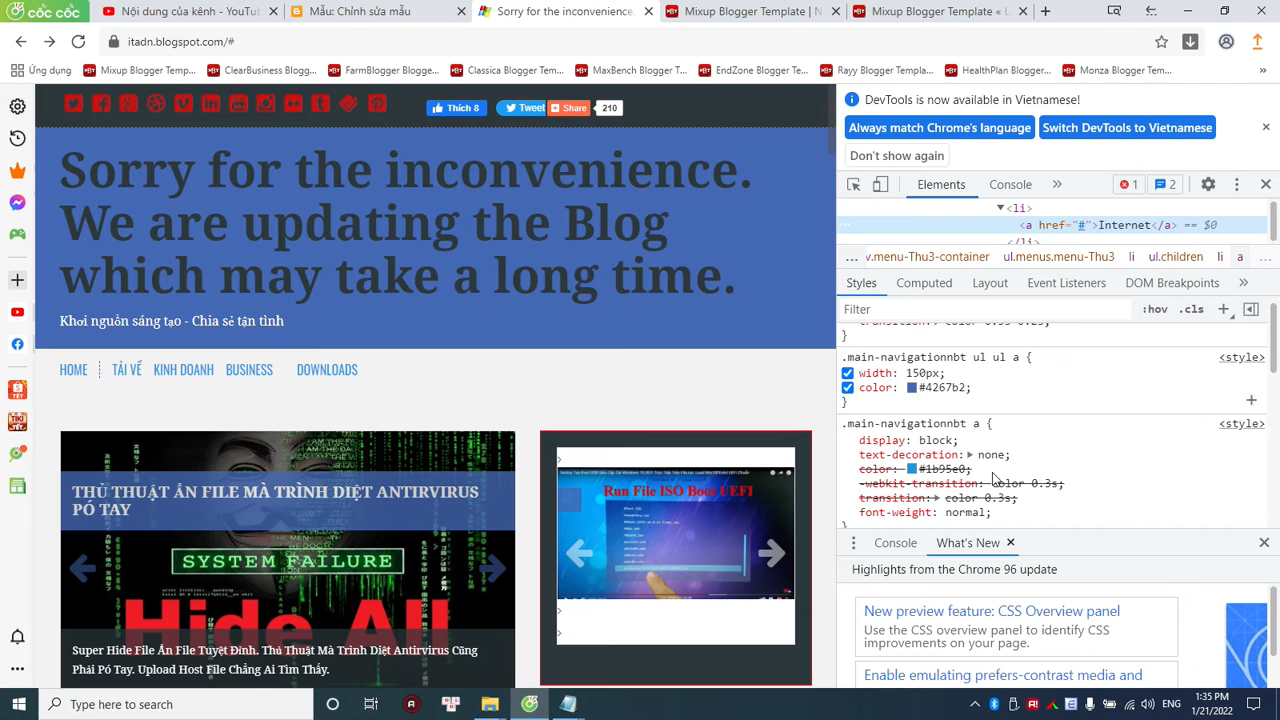 cốc cốc
Nội dung của kênh - YouTu
Mẫu: Chỉnh sửa mẫu
Sorry for the inconvenience.
Mixup Blogger Template N
Mixup Blogger Template « L
itadn.blogspot.com/#
Ứng dụng
Mixup Blogger Temp...
ClearBusiness Blogg...
FarmBlogger Blogge...
Classica Blogger Tem...
MaxBench Blogger T...
EndZone Blogger Te...
Rayy Blogger Templa...
HealthPlan Blogger...
Monza Blogger Tem...
Thích 8
Tweet
Share
210
DevTools is now available in Vietnamese!
Always match Chrome's language
Switch DevTools to Vietnamese
Don't show again
Elements
Console
1
2
<li>
<a href="#">Internet</a> == $0
</li>
...
v.menu-Thu3-container
ul.menus.menu-Thu3
li
ul.children
li
a
...
Styles
Computed
Layout
Event Listeners
DOM Breakpoints
Filter
:hov
.cls
transition: color 0.3s 0.2s;
}
.main-navigationnbt ul ul a {
<style>
width: 150px;
color: #4267b2;
}
.main-navigationnbt a {
<style>
display: block;
text-decoration: none;
color: #1b95e0;
-webkit-transition: color 0.3s;
transition: color 0.3s;
font-weight: normal;
Console
What's New
Highlights from the Chrome 96 update
New preview feature: CSS Overview panel
Use the CSS overview panel to identify CSS
improvements on your page.
Enable emulating prefers-contrast media and
Sorry for the inconvenience.
We are updating the Blog
which may take a long time.
Khơi nguồn sáng tạo - Chia sẻ tận tình
HOME
TẢI VỀ
KINH DOANH
BUSINESS
DOWNLOADS
THỦ THUẬT ẨN FILE MÀ TRÌNH DIỆT ANTIRVIRUS
PÓ TAY
SYSTEM FAILURE
Hide All
Super Hide File Ẩn File Tuyệt Đỉnh. Thủ Thuật Mà Trình Diệt Antirvirus Cũng
Phải Pó Tay. Upload Host File Chẳng Ai Tìm Thấy.
Run File ISO Boot UEFI
Type here to search
ENG
1:35 PM
1/21/2022